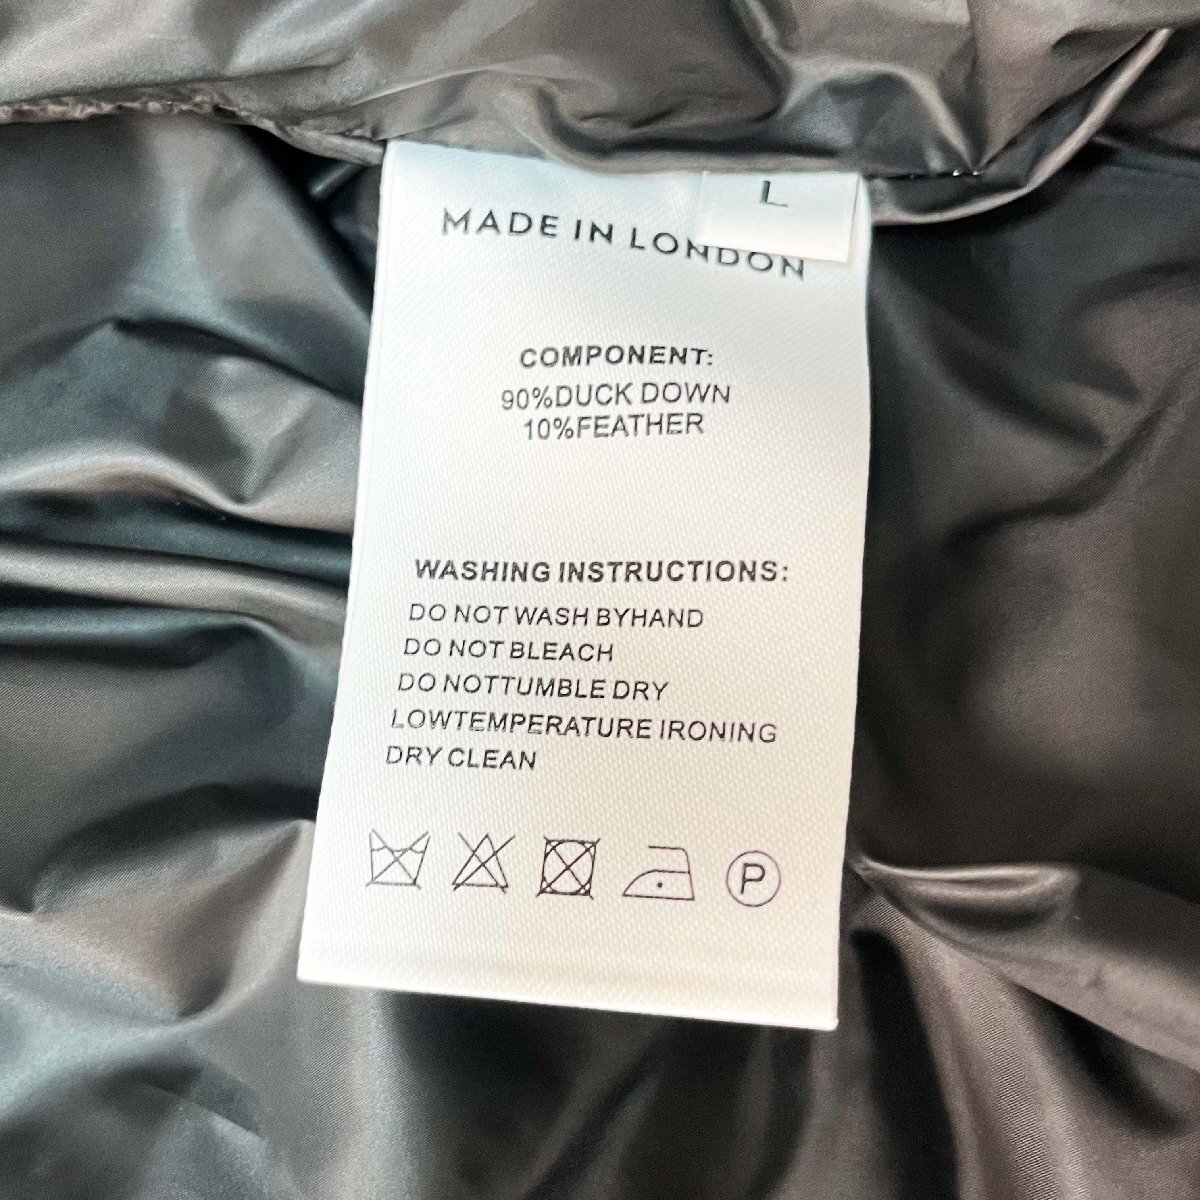 L
MADE IN LONDON
COMPONENT:
90%DUCK DOWN
10%FEATHER
WASHING INSTRUCTIONS:
DO NOT WASH BYHAND
DO NOT BLEACH
DO NOTTUMBLE DRY
LOWTEMPERATURE IRONING
DRY CLEAN
P